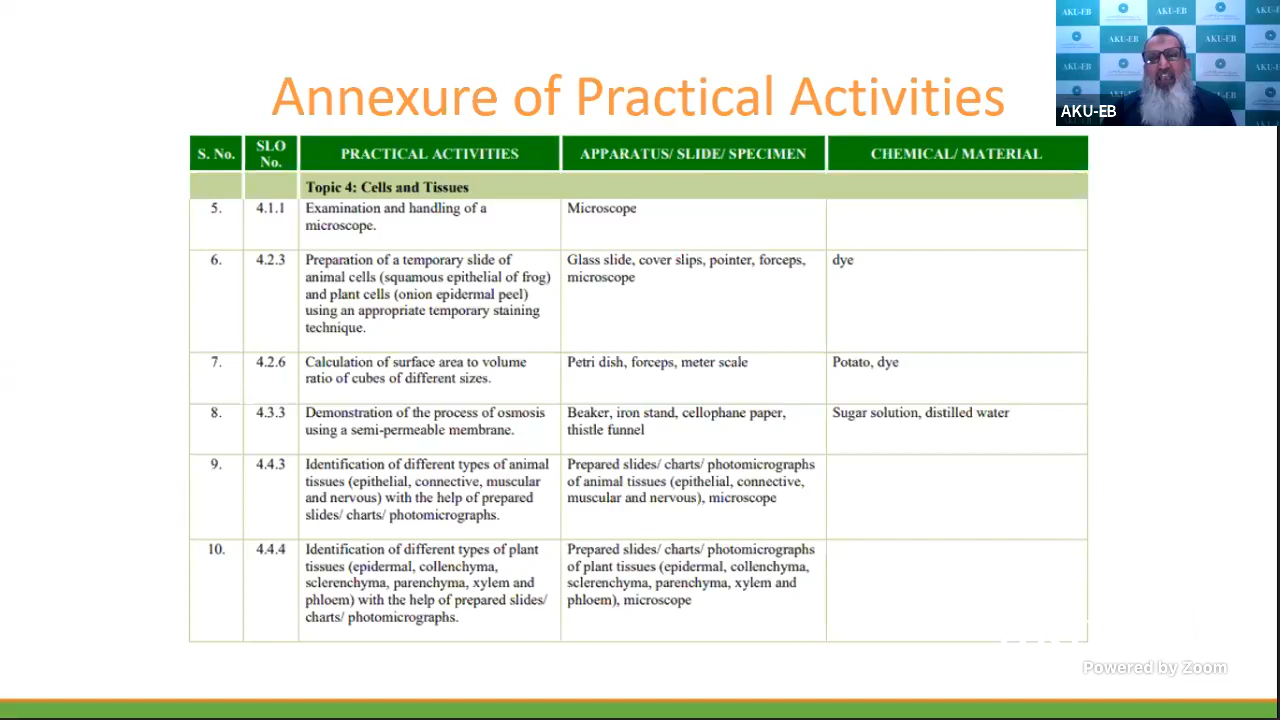 AKU-EB
AKU-EB
AKU-EB
AKU-EB
AKU-EB
AKU-EB
Annexure of Practical Activities
S. No.
SLO
No.
PRACTICAL ACTIVITIES
APPARATUS/ SLIDE/ SPECIMEN
CHEMICAL/ MATERIAL
Topic 4: Cells and Tissues
5.
4.1.1
Examination and handling of a
microscope.
Microscope
6.
4.2.3
Preparation of a temporary slide of
animal cells (squamous epithelial of frog)
and plant cells (onion epidermal peel)
using an appropriate temporary staining
technique.
Glass slide, cover slips, pointer, forceps,
microscope
dye
7.
4.2.6
Calculation of surface area to volume
ratio of cubes of different sizes.
Petri dish, forceps, meter scale
Potato, dye
8.
4.3.3
Demonstration of the process of osmosis
using a semi-permeable membrane.
Beaker, iron stand, cellophane paper,
thistle funnel
Sugar solution, distilled water
9.
4.4.3
Identification of different types of animal
tissues (epithelial, connective, muscular
and nervous) with the help of prepared
slides/ charts/ photomicrographs.
Prepared slides/ charts/ photomicrographs
of animal tissues (epithelial, connective,
muscular and nervous), microscope
10.
4.4.4
Identification of different types of plant
tissues (epidermal, collenchyma,
sclerenchyma, parenchyma, xylem and
phloem) with the help of prepared slides/
charts/ photomicrographs.
Prepared slides/ charts/ photomicrographs
of plant tissues (epidermal, collenchyma,
sclerenchyma, parenchyma, xylem and
phloem), microscope
Powered by Zoom